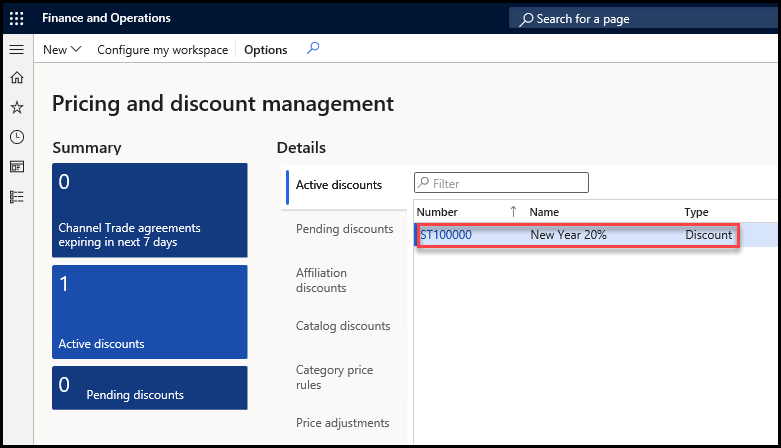 Finance and Operations
Search for a page
New
Configure my workspace
Options
Pricing and discount management
Summary
0
Channel Trade agreements
expiring in next 7 days
1
Active discounts
0
Pending discounts
Details
Active discounts
Pending discounts
Affiliation
discounts
Catalog discounts
Category price
rules
Price adjustments
Filter
Number Name Type
ST100000 New Year 20% Discount